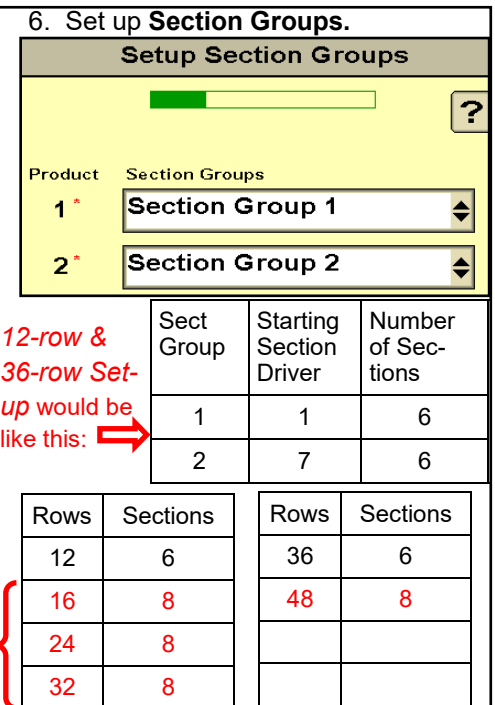 6. Set up Section Groups.
Setup Section Groups
?
Product Section Groups
1* Section Group 1
2* Section Group 2
12-row &
36-row Set-
up would be
like this:
Sect Group Starting Section Driver Number of Sec-tions
1 1 6
2 7 6
Rows Sections
12 6
16 8
24 8
32 8
Rows Sections
36 6
48 8